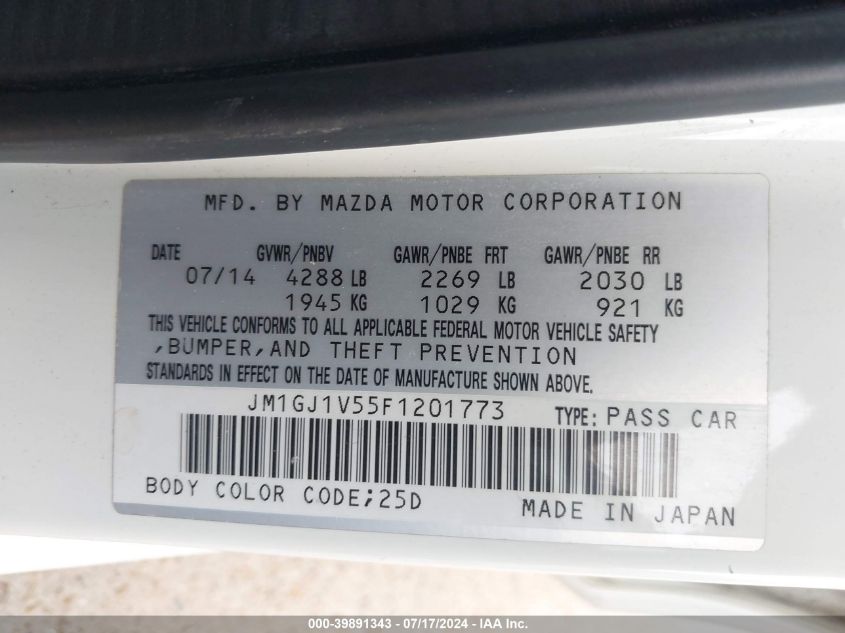 MFD. BY MAZDA MOTOR CORPORATION
DATE GVWR/PNBV GAWR/PNBE FRT GAWR/PNBE RR
07/14 4288 LB 2269 LB 2030 LB
1945 KG 1029 KG 921 KG
THIS VEHICLE CONFORMS TO ALL APPLICABLE FEDERAL MOTOR VEHICLE SAFETY
,BUMPER,AND THEFT PREVENTION
STANDARDS IN EFFECT ON THE DATE OF MANUFACTURE SHOWN ABOVE.
JM1GJ1V55F1201773 TYPE: PASS CAR
BODY COLOR CODE;25D
MADE IN JAPAN
000-39891343 - 07/17/2024 - IAA Inc.